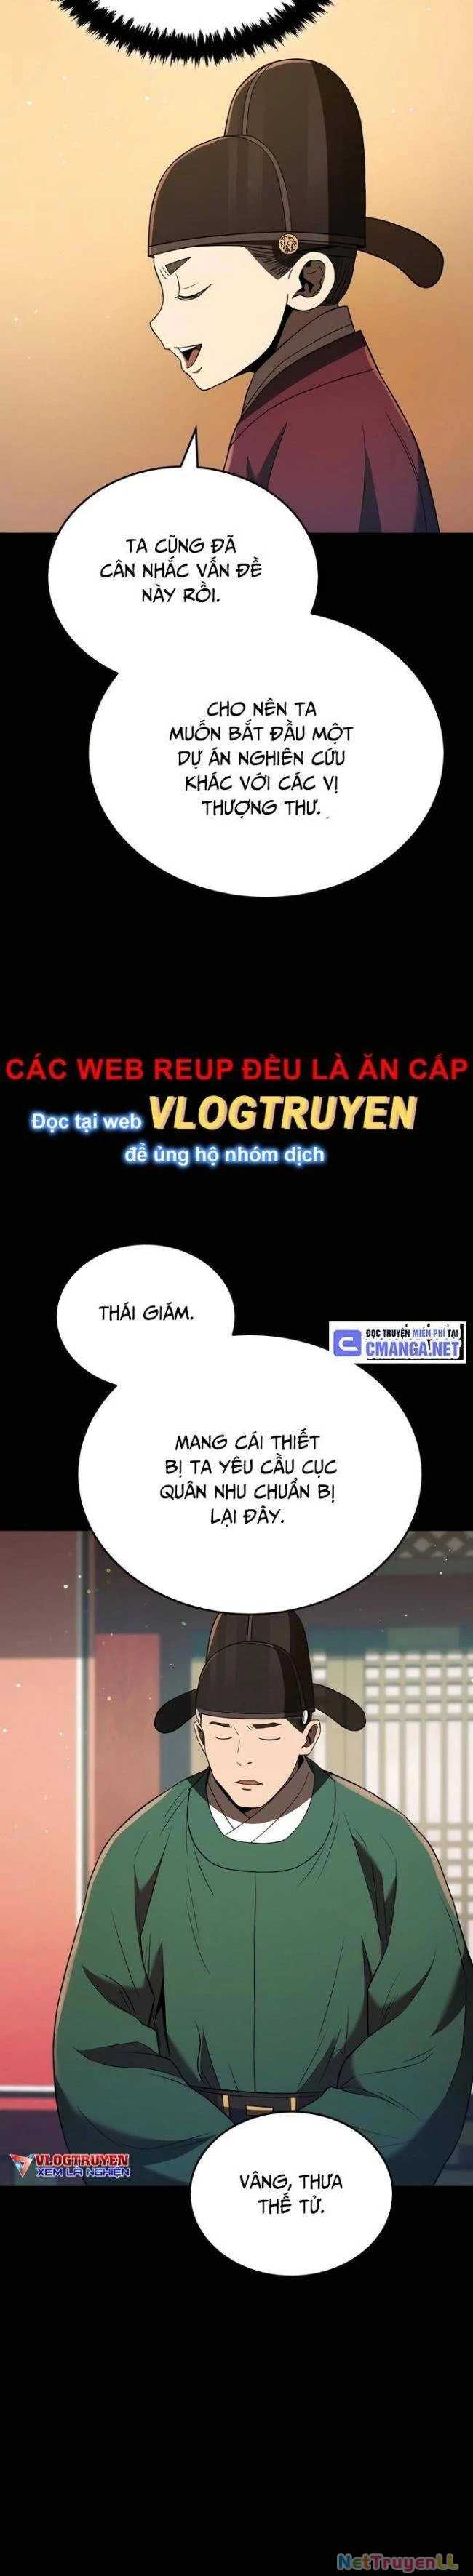 TA CŨNG ĐÃ
CÂN NHẮC VẤN ĐỀ
NÀY RỒI.
CHO NÊN TA
MUỐN BẮT ĐẦU MỘT
DỰ ÁN NGHIÊN CỨU
KHÁC VỚI CÁC VỊ
THƯỢNG THƯ.
CÁC WEB REUP ĐỀU LÀ ĂN CẮP
Đọc tại web VLOGTRUYEN
để ủng hộ nhóm dịch
THÁI GIÁM.
ĐỌC TRUYỆN MIỄN PHÍ TẠI
CMANGA.NET
MANG CÁI THIẾT
BỊ TA YÊU CẦU CỤC
QUÂN NHU CHUẨN BỊ
LẠI ĐÂY.
VLOGTRUYEN
XEM LÀ NGHIỆN
VÂNG, THƯA
THẾ TỬ.
NetTruyenLL